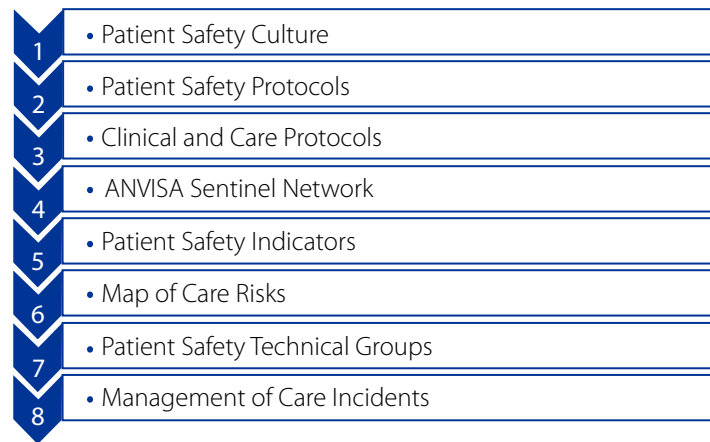 1 • Patient Safety Culture
2 • Patient Safety Protocols
3 • Clinical and Care Protocols
4 • ANVISA Sentinel Network
5 • Patient Safety Indicators
6 • Map of Care Risks
7 • Patient Safety Technical Groups
8 • Management of Care Incidents